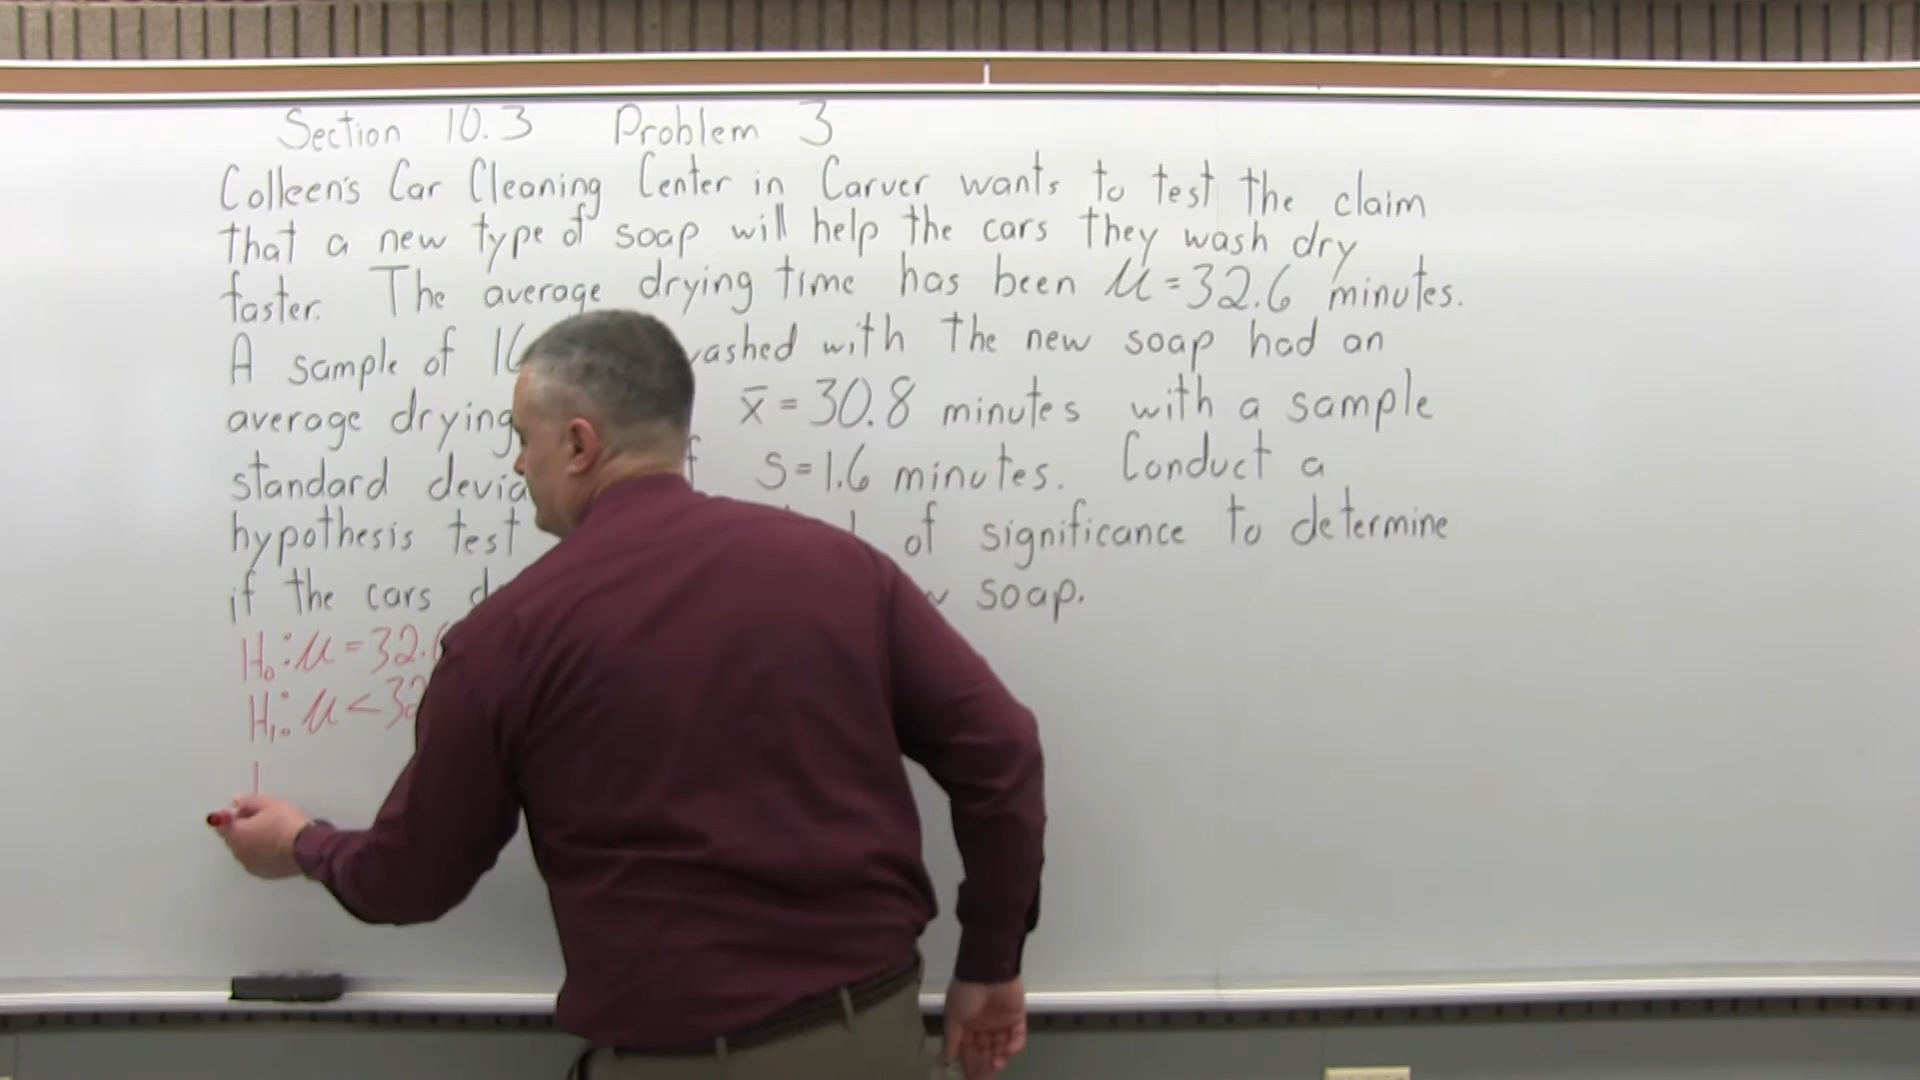 Section 10.3 Problem 3
Colleen's Car Cleaning Center in Carver wants to test the claim
that a new type of soap will help the cars they wash dry
faster. The average drying time has been μ = 32.6 minutes.
A sample of 16 washed with the new soap had an
average drying x̄ = 30.8 minutes with a sample
standard S = 1.6 minutes. Conduct a
hypothesis test of significance to determine
if the cars soap.
H₀: μ = 32.6
H₁: μ < 32